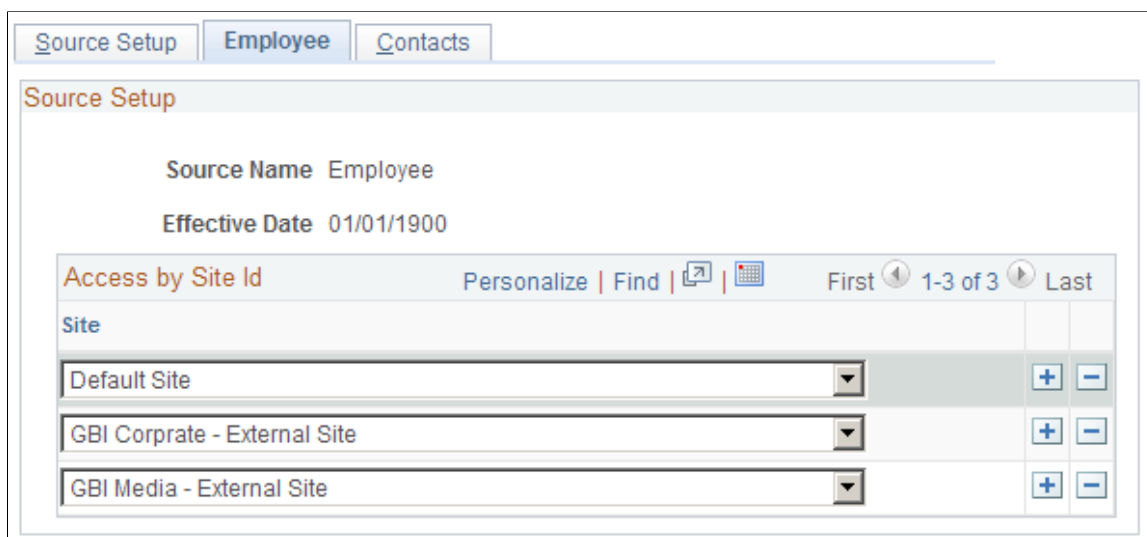 Source Setup Employee Contacts
Source Setup
Source Name Employee
Effective Date 01/01/1900
Access by Site Id Personalize | Find | | First 1-3 of 3 Last
Site
Default Site
GBI Corprate - External Site
GBI Media - External Site